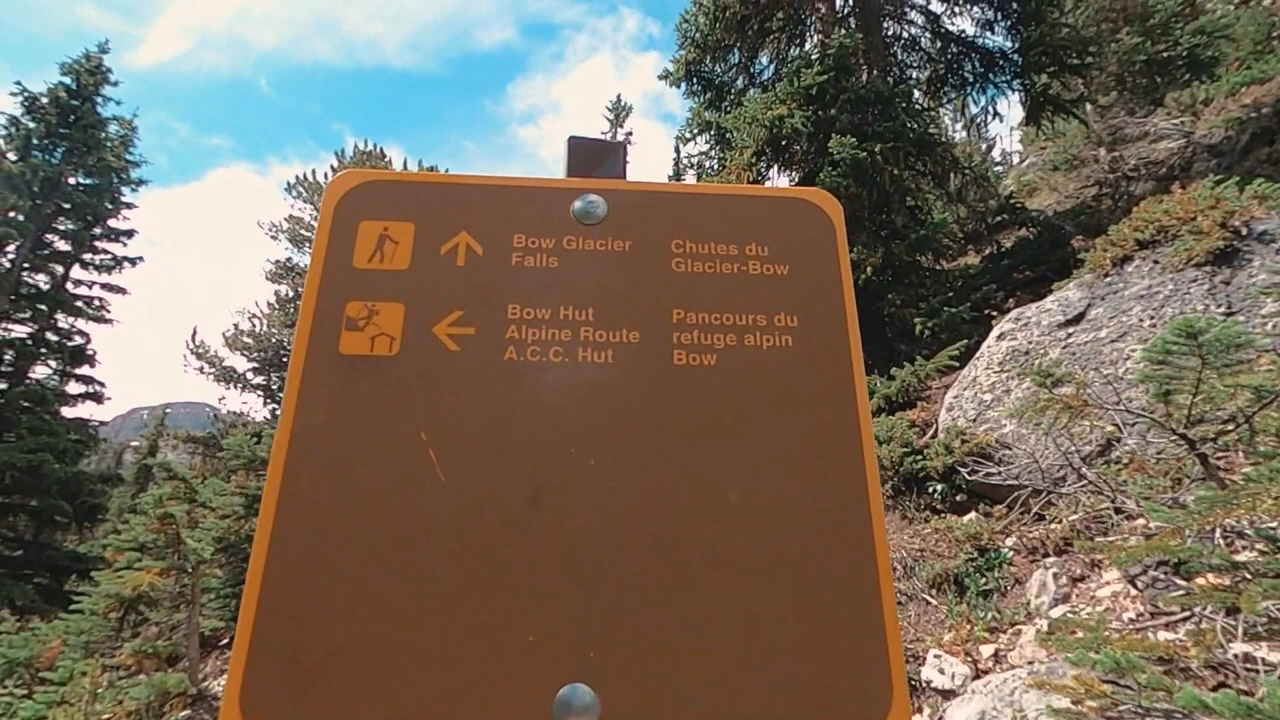 Bow Glacier
Falls
Chutes du
Glacier-Bow
Bow Hut
Alpine Route
A.C.C. Hut
Pancours du
refuge alpin
Bow